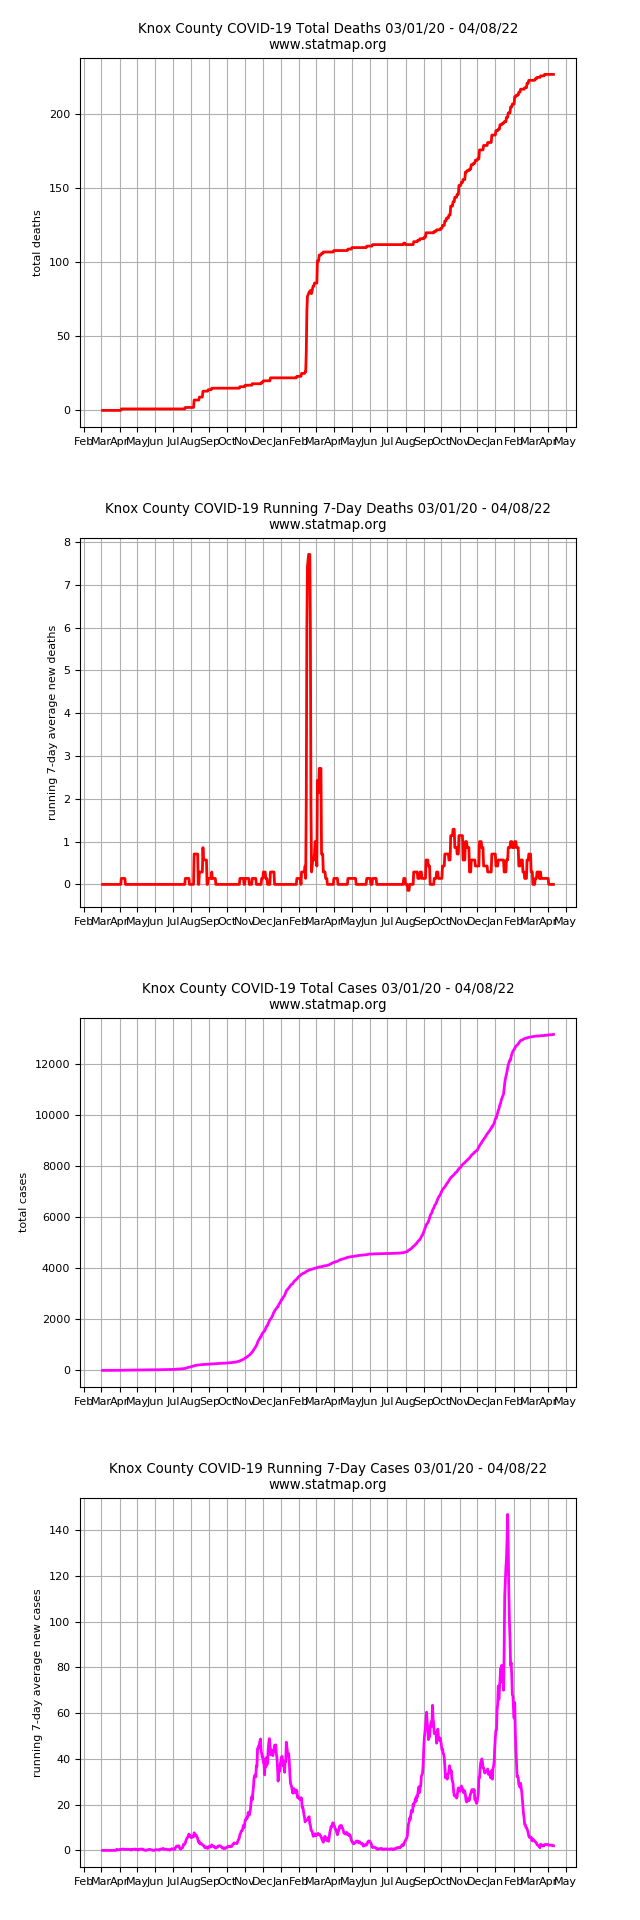 Knox County COVID-19 Total Deaths 03/01/20 - 04/08/22
www.statmap.org
200
150
100
50
0
total deaths
Feb Mar Apr May Jun Jul Aug Sep Oct Nov Dec Jan Feb Mar Apr May Jun Jul Aug Sep Oct Nov Dec Jan Feb Mar Apr May
Knox County COVID-19 Running 7-Day Deaths 03/01/20 - 04/08/22
www.statmap.org
8
7
6
5
4
3
2
1
0
running 7-day average new deaths
Feb Mar Apr May Jun Jul Aug Sep Oct Nov Dec Jan Feb Mar Apr May Jun Jul Aug Sep Oct Nov Dec Jan Feb Mar Apr May
Knox County COVID-19 Total Cases 03/01/20 - 04/08/22
www.statmap.org
12000
10000
8000
6000
4000
2000
0
total cases
Feb Mar Apr May Jun Jul Aug Sep Oct Nov Dec Jan Feb Mar Apr May Jun Jul Aug Sep Oct Nov Dec Jan Feb Mar Apr May
Knox County COVID-19 Running 7-Day Cases 03/01/20 - 04/08/22
www.statmap.org
140
120
100
80
60
40
20
0
running 7-day average new cases
Feb Mar Apr May Jun Jul Aug Sep Oct Nov Dec Jan Feb Mar Apr May Jun Jul Aug Sep Oct Nov Dec Jan Feb Mar Apr May